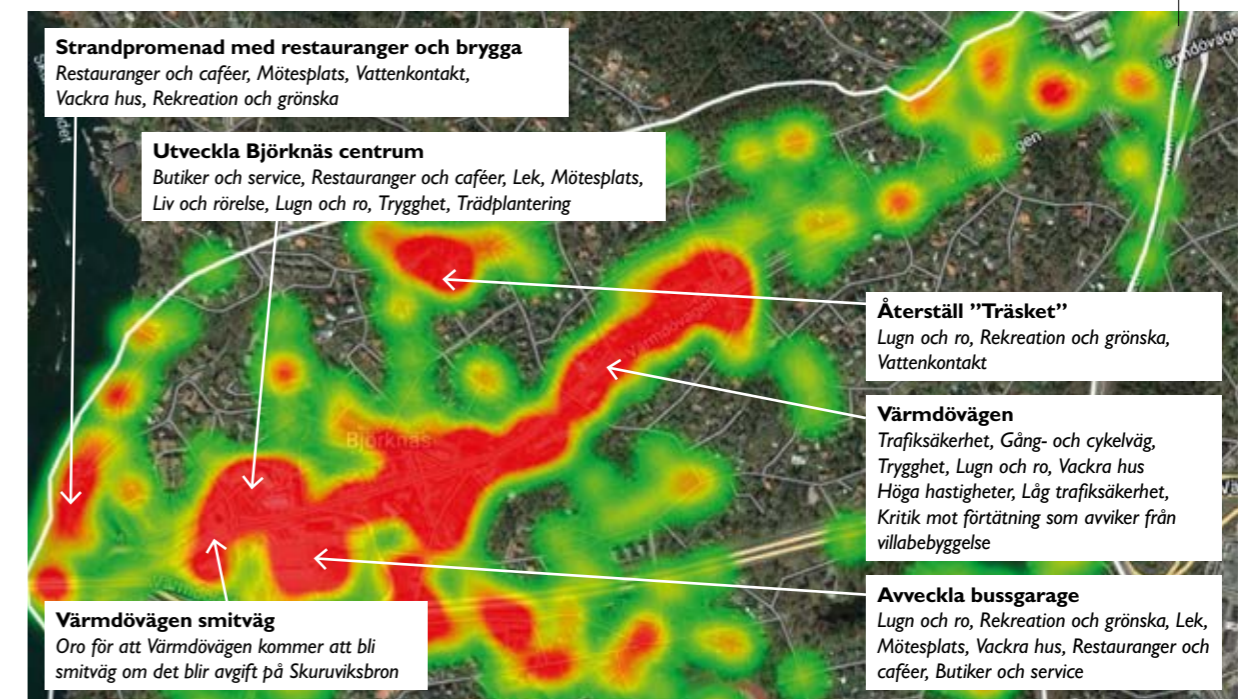 Strandpromenad med restauranger och brygga
Restauranger och caféer, Mötesplats, Vattenkontakt,
Vackra hus, Rekreation och grönska
Utveckla Björknäs centrum
Butiker och service, Restauranger och caféer, Lek, Mötesplats,
Liv och rörelse, Lugn och ro, Trygghet, Trädplantering
Värmdövägen
Återställ ”Träsket”
Lugn och ro, Rekreation och grönska,
Vattenkontakt
Värmdövägen
Värmdövägen
Trafiksäkerhet, Gång- och cykelväg,
Trygghet, Lugn och ro, Vackra hus
Höga hastigheter, Låg trafiksäkerhet,
Kritik mot förtätning som avviker från
villabebyggelse
Björknäs
Avveckla bussgarage
Lugn och ro, Rekreation och grönska, Lek,
Mötesplats, Vackra hus, Restauranger och
caféer, Butiker och service
Värmdövägen smitväg
Oro för att Värmdövägen kommer att bli
smitväg om det blir avgift på Skuruviksbron